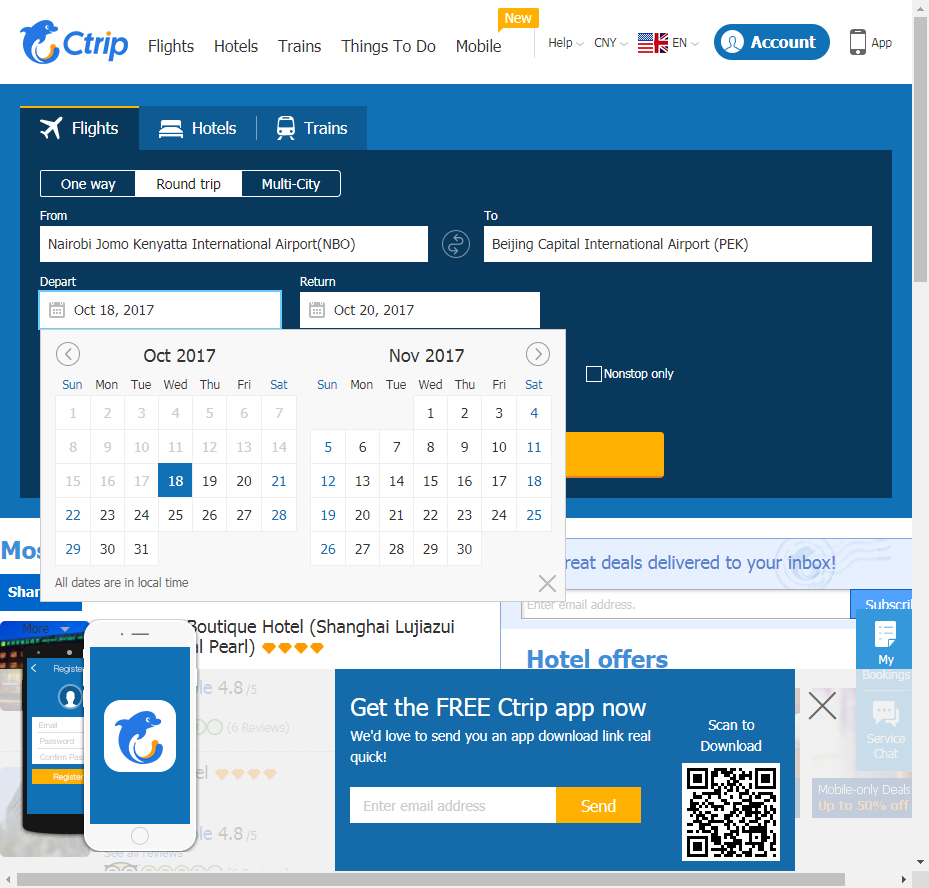 New
Ctrip
Flights Hotels Trains Things To Do Mobile
Help CNY EN Account App
Flights Hotels Trains
One way Round trip Multi-City
From To
Nairobi Jomo Kenyatta International Airport(NBO) Beijing Capital International Airport (PEK)
Depart Return
Oct 18, 2017 Oct 20, 2017
Oct 2017 Nov 2017
Nonstop only
Sun Mon Tue Wed Thu Fri Sat Sun Mon Tue Wed Thu Fri Sat
1 2 3 4 5 6 7 1 2 3 4
8 9 10 11 12 13 14 5 6 7 8 9 10 11
15 16 17 18 19 20 21 12 13 14 15 16 17 18
22 23 24 25 26 27 28 19 20 21 22 23 24 25
29 30 31 26 27 28 29 30
All dates are in local time
reat deals delivered to your inbox!
Enter email address. Subscri
More
Boutique Hotel (Shanghai Lujiazui
al Pearl)
Hotel offers
My
Bookings
Service
Chat
4.8/5
(6 Reviews)
4.8/5
See all reviews
Register
Email
Password
Confirm Pas
Register
Get the FREE Ctrip app now
We'd love to send you an app download link real
quick!
Enter email address Send
Scan to
Download
Mobile-only Deals
Up to 50% off